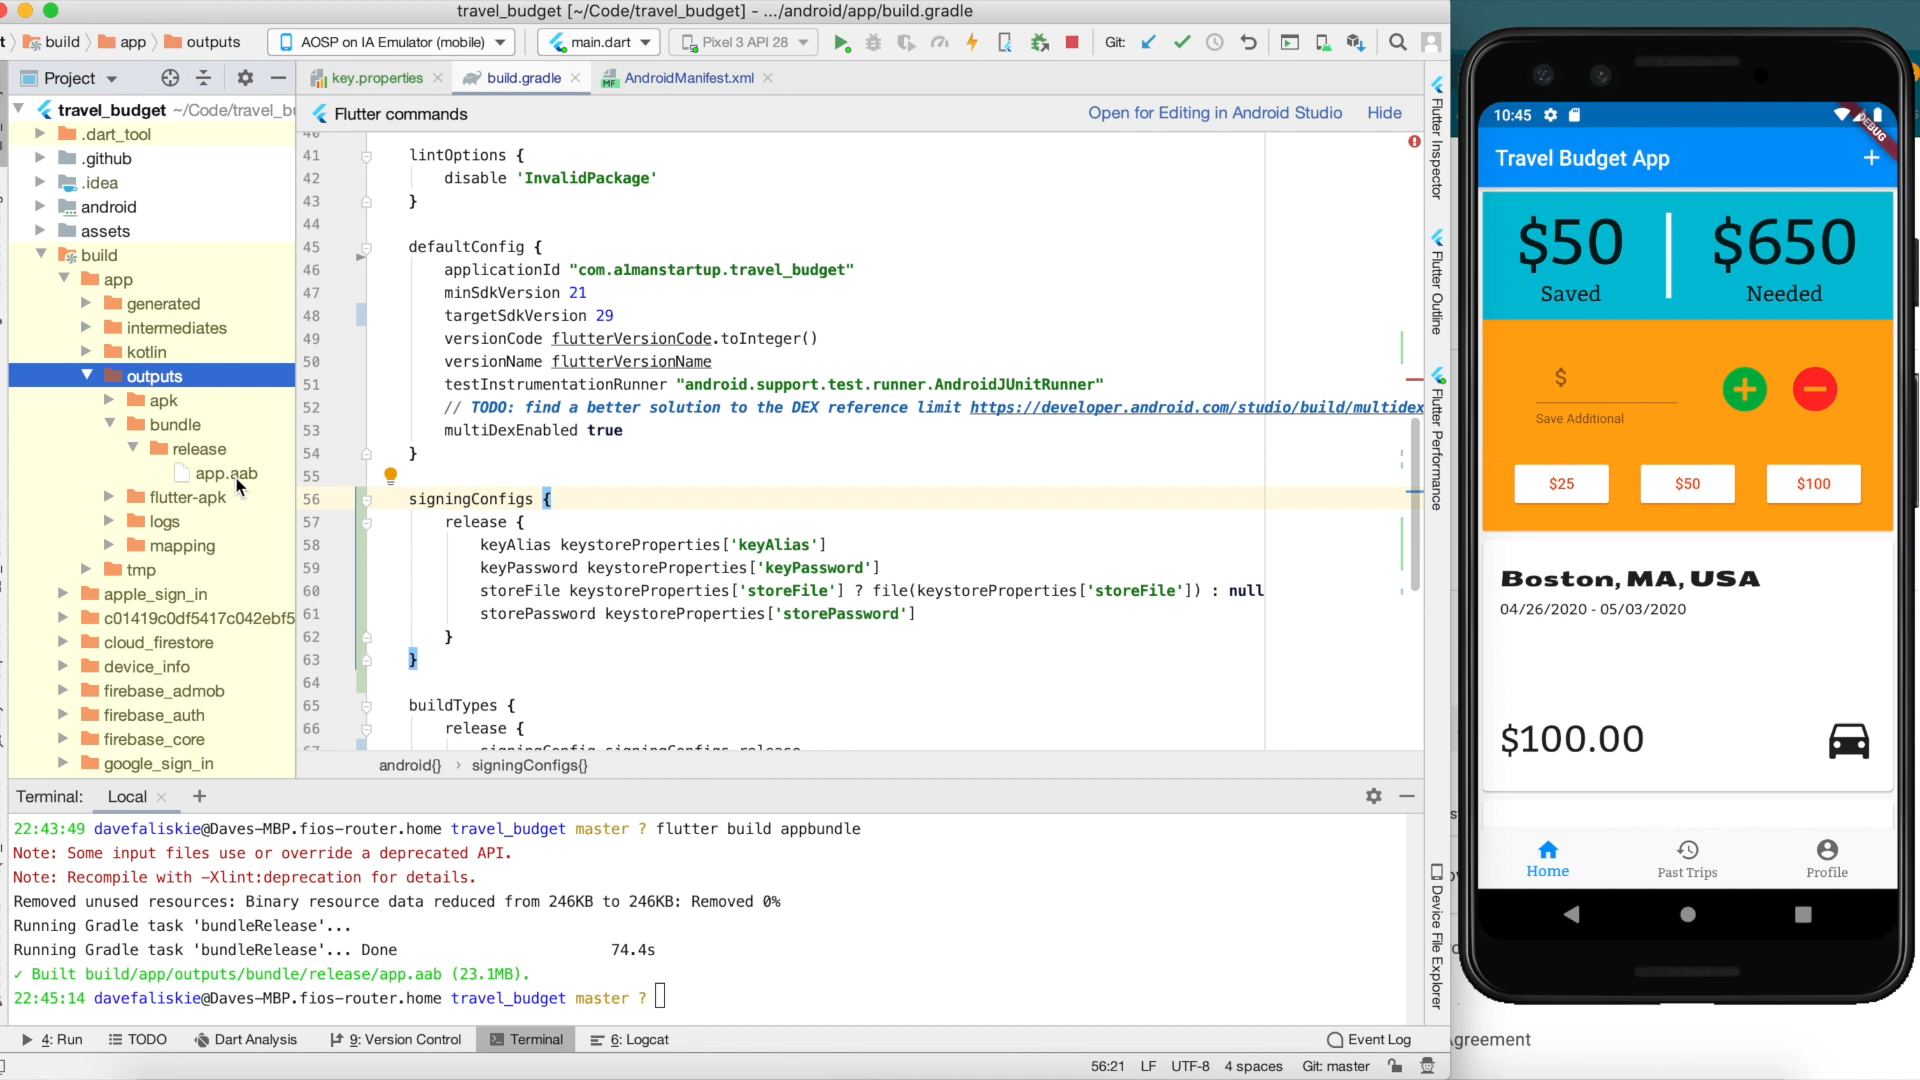 travel_budget [~/Code/travel_budget] - .../android/app/build.gradle
build app outputs AOSP on IA Emulator (mobile) main.dart Pixel 3 API 28 Git:
Project key.properties build.gradle AndroidManifest.xml
Flutter commands Open for Editing in Android Studio Hide
travel_budget ~/Code/travel_bu
.dart_tool
.github
.idea
android
assets
build
app
generated
intermediates
kotlin
outputs
apk
bundle
release
app.aab
flutter-apk
logs
mapping
tmp
apple_sign_in
c01419c0df5417c042ebf5
cloud_firestore
device_info
firebase_admob
firebase_auth
firebase_core
google_sign_in
41 lintOptions {
42 disable 'InvalidPackage'
43 }
44
45 defaultConfig {
46 applicationId "com.a1manstartup.travel_budget"
47 minSdkVersion 21
48 targetSdkVersion 29
49 versionCode flutterVersionCode.toInteger()
50 versionName flutterVersionName
51 testInstrumentationRunner "android.support.test.runner.AndroidJUnitRunner"
52 // TODO: find a better solution to the DEX reference limit https://developer.android.com/studio/build/multidex
53 multiDexEnabled true
54 }
55
56 signingConfigs {
57 release {
58 keyAlias keystoreProperties['keyAlias']
59 keyPassword keystoreProperties['keyPassword']
60 storeFile keystoreProperties['storeFile'] ? file(keystoreProperties['storeFile']) : null
61 storePassword keystoreProperties['storePassword']
62 }
63 }
64
65 buildTypes {
66 release {
67 signingConfig signingConfigs.release
android{} › signingConfigs{}
Flutter Inspector
Flutter Outline
Flutter Performance
Device File Explorer
Terminal: Local
22:43:49 davefaliskie@Daves-MBP.fios-router.home travel_budget master ? flutter build appbundle
Note: Some input files use or override a deprecated API.
Note: Recompile with -Xlint:deprecation for details.
Removed unused resources: Binary resource data reduced from 246KB to 246KB: Removed 0%
Running Gradle task 'bundleRelease'...
Running Gradle task 'bundleRelease'... Done 74.4s
✓ Built build/app/outputs/bundle/release/app.aab (23.1MB).
22:45:14 davefaliskie@Daves-MBP.fios-router.home travel_budget master ?
4: Run TODO Dart Analysis 9: Version Control Terminal 6: Logcat Event Log
56:21 LF UTF-8 4 spaces Git: master
10:45
DEBUG
Travel Budget App +
$50 $650
Saved Needed
$
Save Additional
$25 $50 $100
Boston, MA, USA
04/26/2020 - 05/03/2020
$100.00
Home Past Trips Profile
Agreement